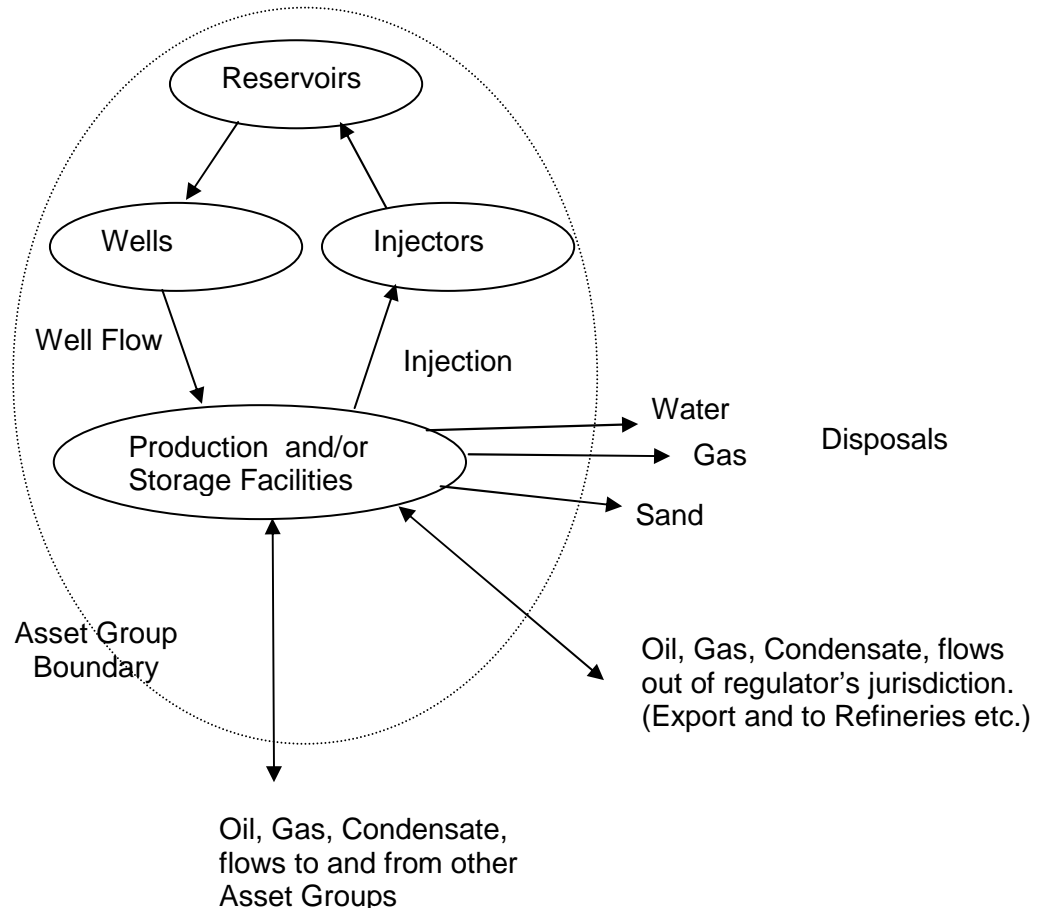 Reservoirs
Wells
Injectors
Well Flow
Injection
Water
Production and/or
Storage Facilities
Gas
Disposals
Sand
Asset Group
Boundary
Oil, Gas, Condensate, flows
out of regulator’s jurisdiction.
(Export and to Refineries etc.)
Oil, Gas, Condensate,
flows to and from other
Asset Groups